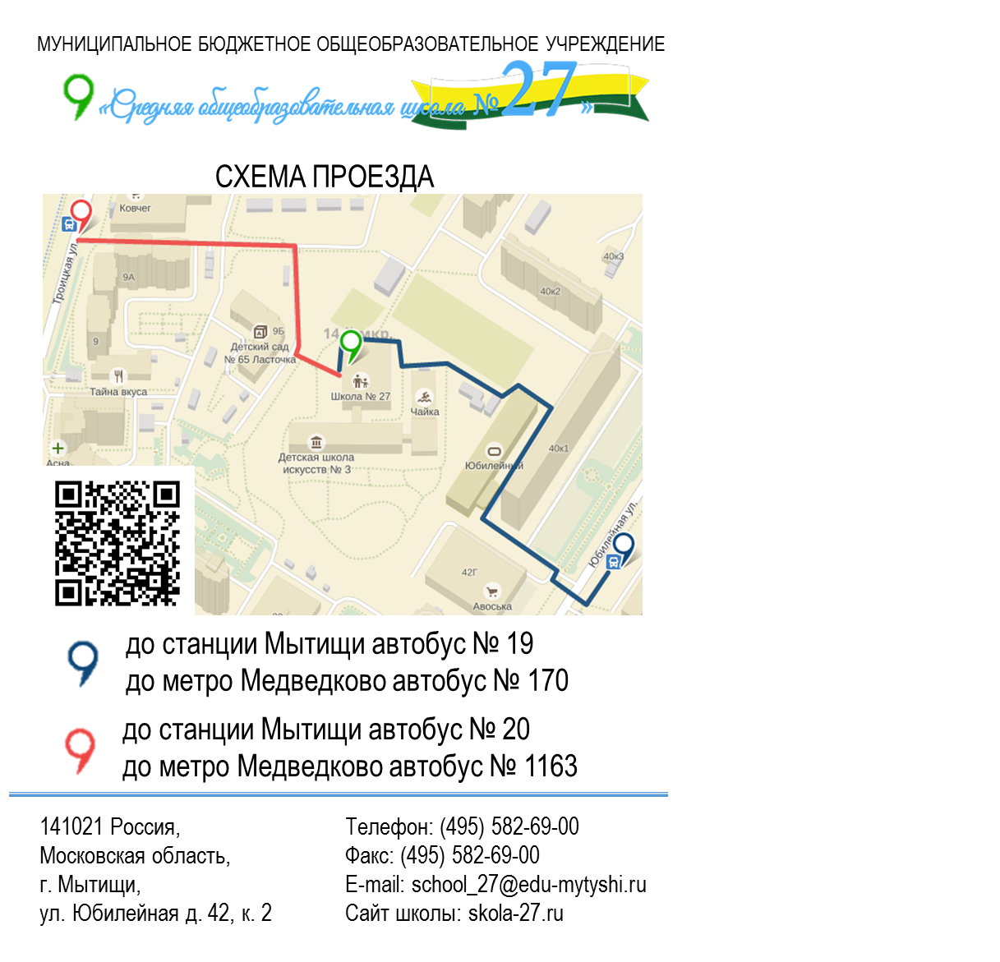 МУНИЦИПАЛЬНОЕ БЮДЖЕТНОЕ ОБЩЕОБРАЗОВАТЕЛЬНОЕ УЧРЕЖДЕНИЕ
«Средняя общеобразовательная школа № 27»
СХЕМА ПРОЕЗДА
Ковчег
Троицкая ул.
9А
40к3
40к2
9
9Б
Детский сад
№ 65 Ласточка
14 мкр.
Тайна вкуса
Школа № 27
Чайка
Асна
Детская школа
искусств № 3
Юбилейный
40к1
Юбилейная ул.
42Г
Авоська
до станции Мытищи автобус № 19
до метро Медведково автобус № 170
до станции Мытищи автобус № 20
до метро Медведково автобус № 1163
141021 Россия,
Московская область,
г. Мытищи,
ул. Юбилейная д. 42, к. 2
Телефон: (495) 582-69-00
Факс: (495) 582-69-00
E-mail: school_27@edu-mytyshi.ru
Сайт школы: skola-27.ru